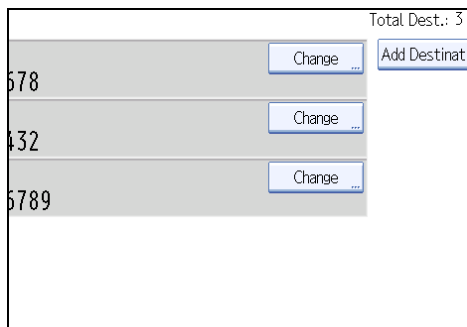 Total Dest.: 3
Change ...
Add Destinat
678
Change ...
432
Change ...
6789